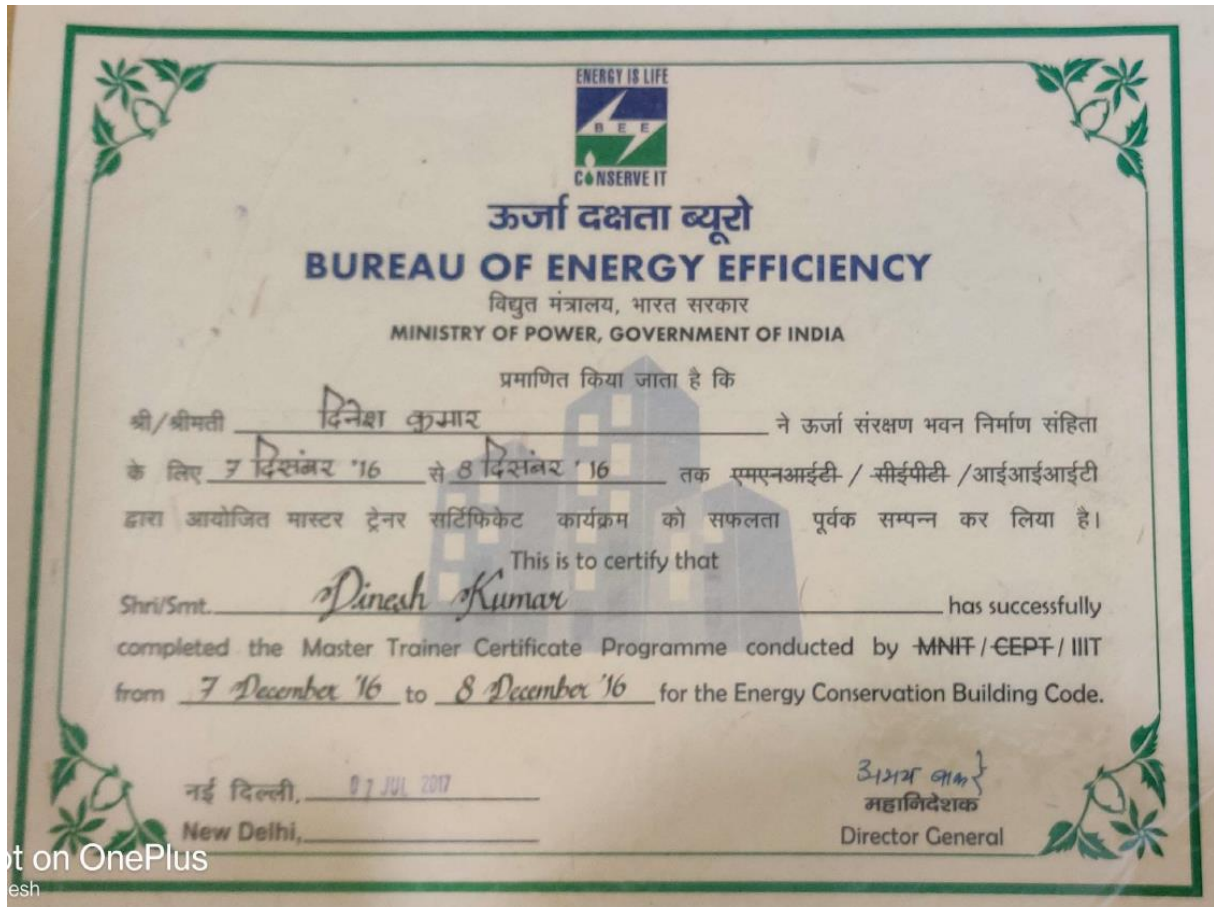 ENERGY IS LIFE
BEE
CONSERVE IT
ऊर्जा दक्षता ब्यूरो
BUREAU OF ENERGY EFFICIENCY
विद्युत मंत्रालय, भारत सरकार
MINISTRY OF POWER, GOVERNMENT OF INDIA
प्रमाणित किया जाता है कि
श्री/श्रीमती दिनेश कुमार ने ऊर्जा संरक्षण भवन निर्माण संहिता
के लिए 7 दिसंबर '16 से 8 दिसंबर '16 तक एमएनआईटी / सीईपीटी /आईआईआईटी
द्वारा आयोजित मास्टर ट्रेनर सर्टिफिकेट कार्यक्रम को सफलता पूर्वक सम्पन्न कर लिया है।
This is to certify that
Shri/Smt. Dinesh Kumar has successfully
completed the Master Trainer Certificate Programme conducted by MNIT / CEPT / IIIT
from 7 December '16 to 8 December '16 for the Energy Conservation Building Code.
अभय बाकरे
नई दिल्ली, 07 JUL 2017
महानिदेशक
New Delhi,
Director General
ot on OnePlus
esh